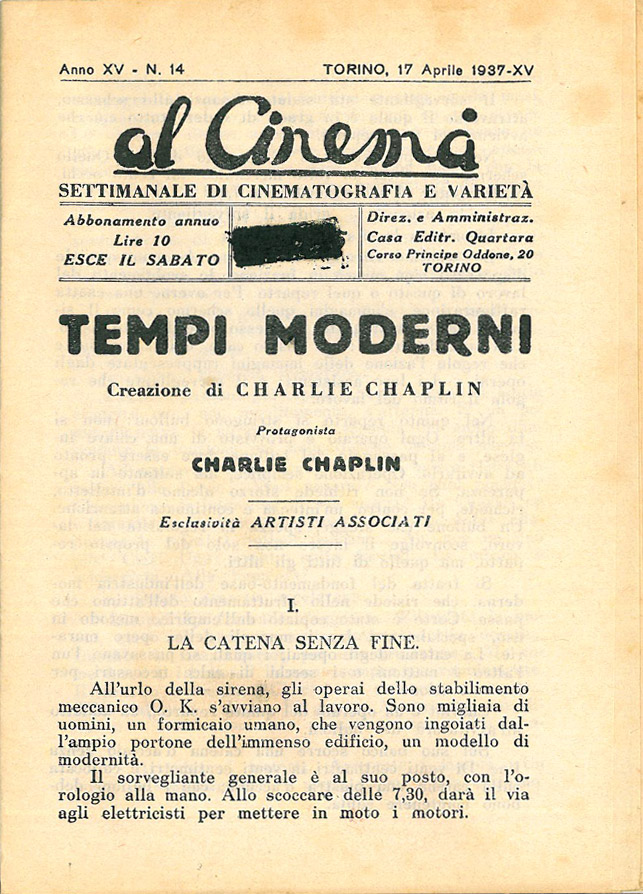 Anno XV - N. 14 TORINO, 17 Aprile 1937-XV
al Cinemà
SETTIMANALE DI CINEMATOGRAFIA E VARIETÀ
Abbonamento annuo
Lire 10
ESCE IL SABATO
Direz. e Amministraz.
Casa Editr. Quartara
Corso Principe Oddone, 20
TORINO
TEMPI MODERNI
Creazione di CHARLIE CHAPLIN
Protagonista
CHARLIE CHAPLIN
Esclusività ARTISTI ASSOCIATI
I.
LA CATENA SENZA FINE.
All'urlo della sirena, gli operai dello stabilimento
meccanico O. K. s'avviano al lavoro. Sono migliaia di
uomini, un formicaio umano, che vengono ingoiati dal-
l'ampio portone dell'immenso edificio, un modello di
modernità.
Il sorvegliante generale è al suo posto, con l'o-
rologio alla mano. Allo scoccare delle 7,30, darà il via
agli elettricisti per mettere in moto i motori.